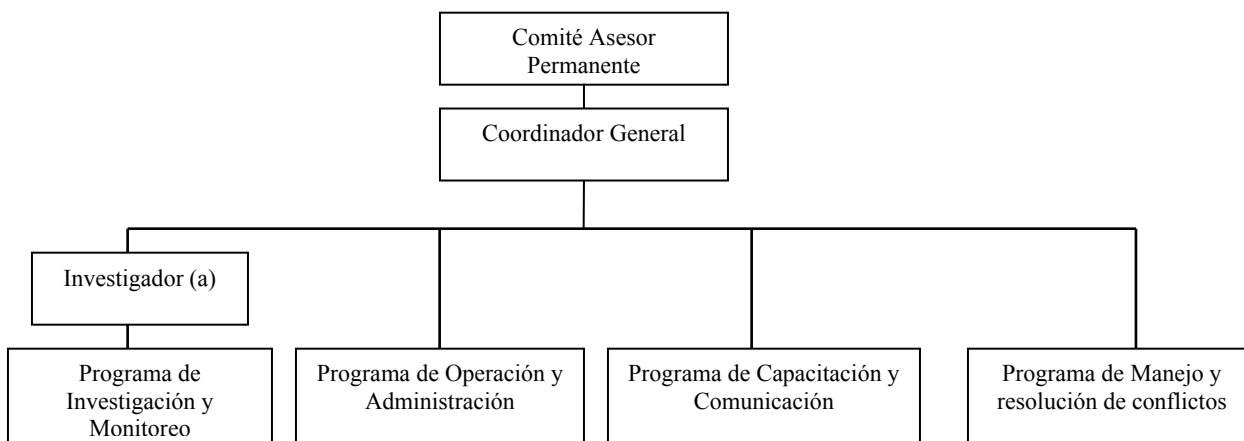 Comité Asesor
Permanente
Coordinador General
Investigador (a)
Programa de
Investigación y
Monitoreo
Programa de Operación y
Administración
Programa de Capacitación y
Comunicación
Programa de Manejo y
resolución de conflictos